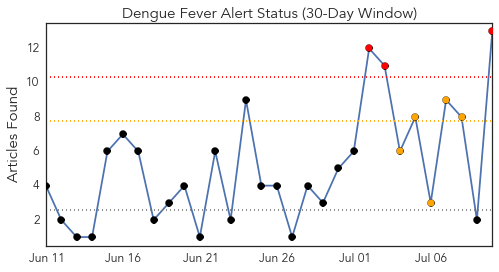 Dengue Fever Alert Status (30-Day Window)
Articles Found
12
10
8
6
4
2
Jun 11 Jun 16 Jun 21 Jun 26 Jul 01 Jul 06